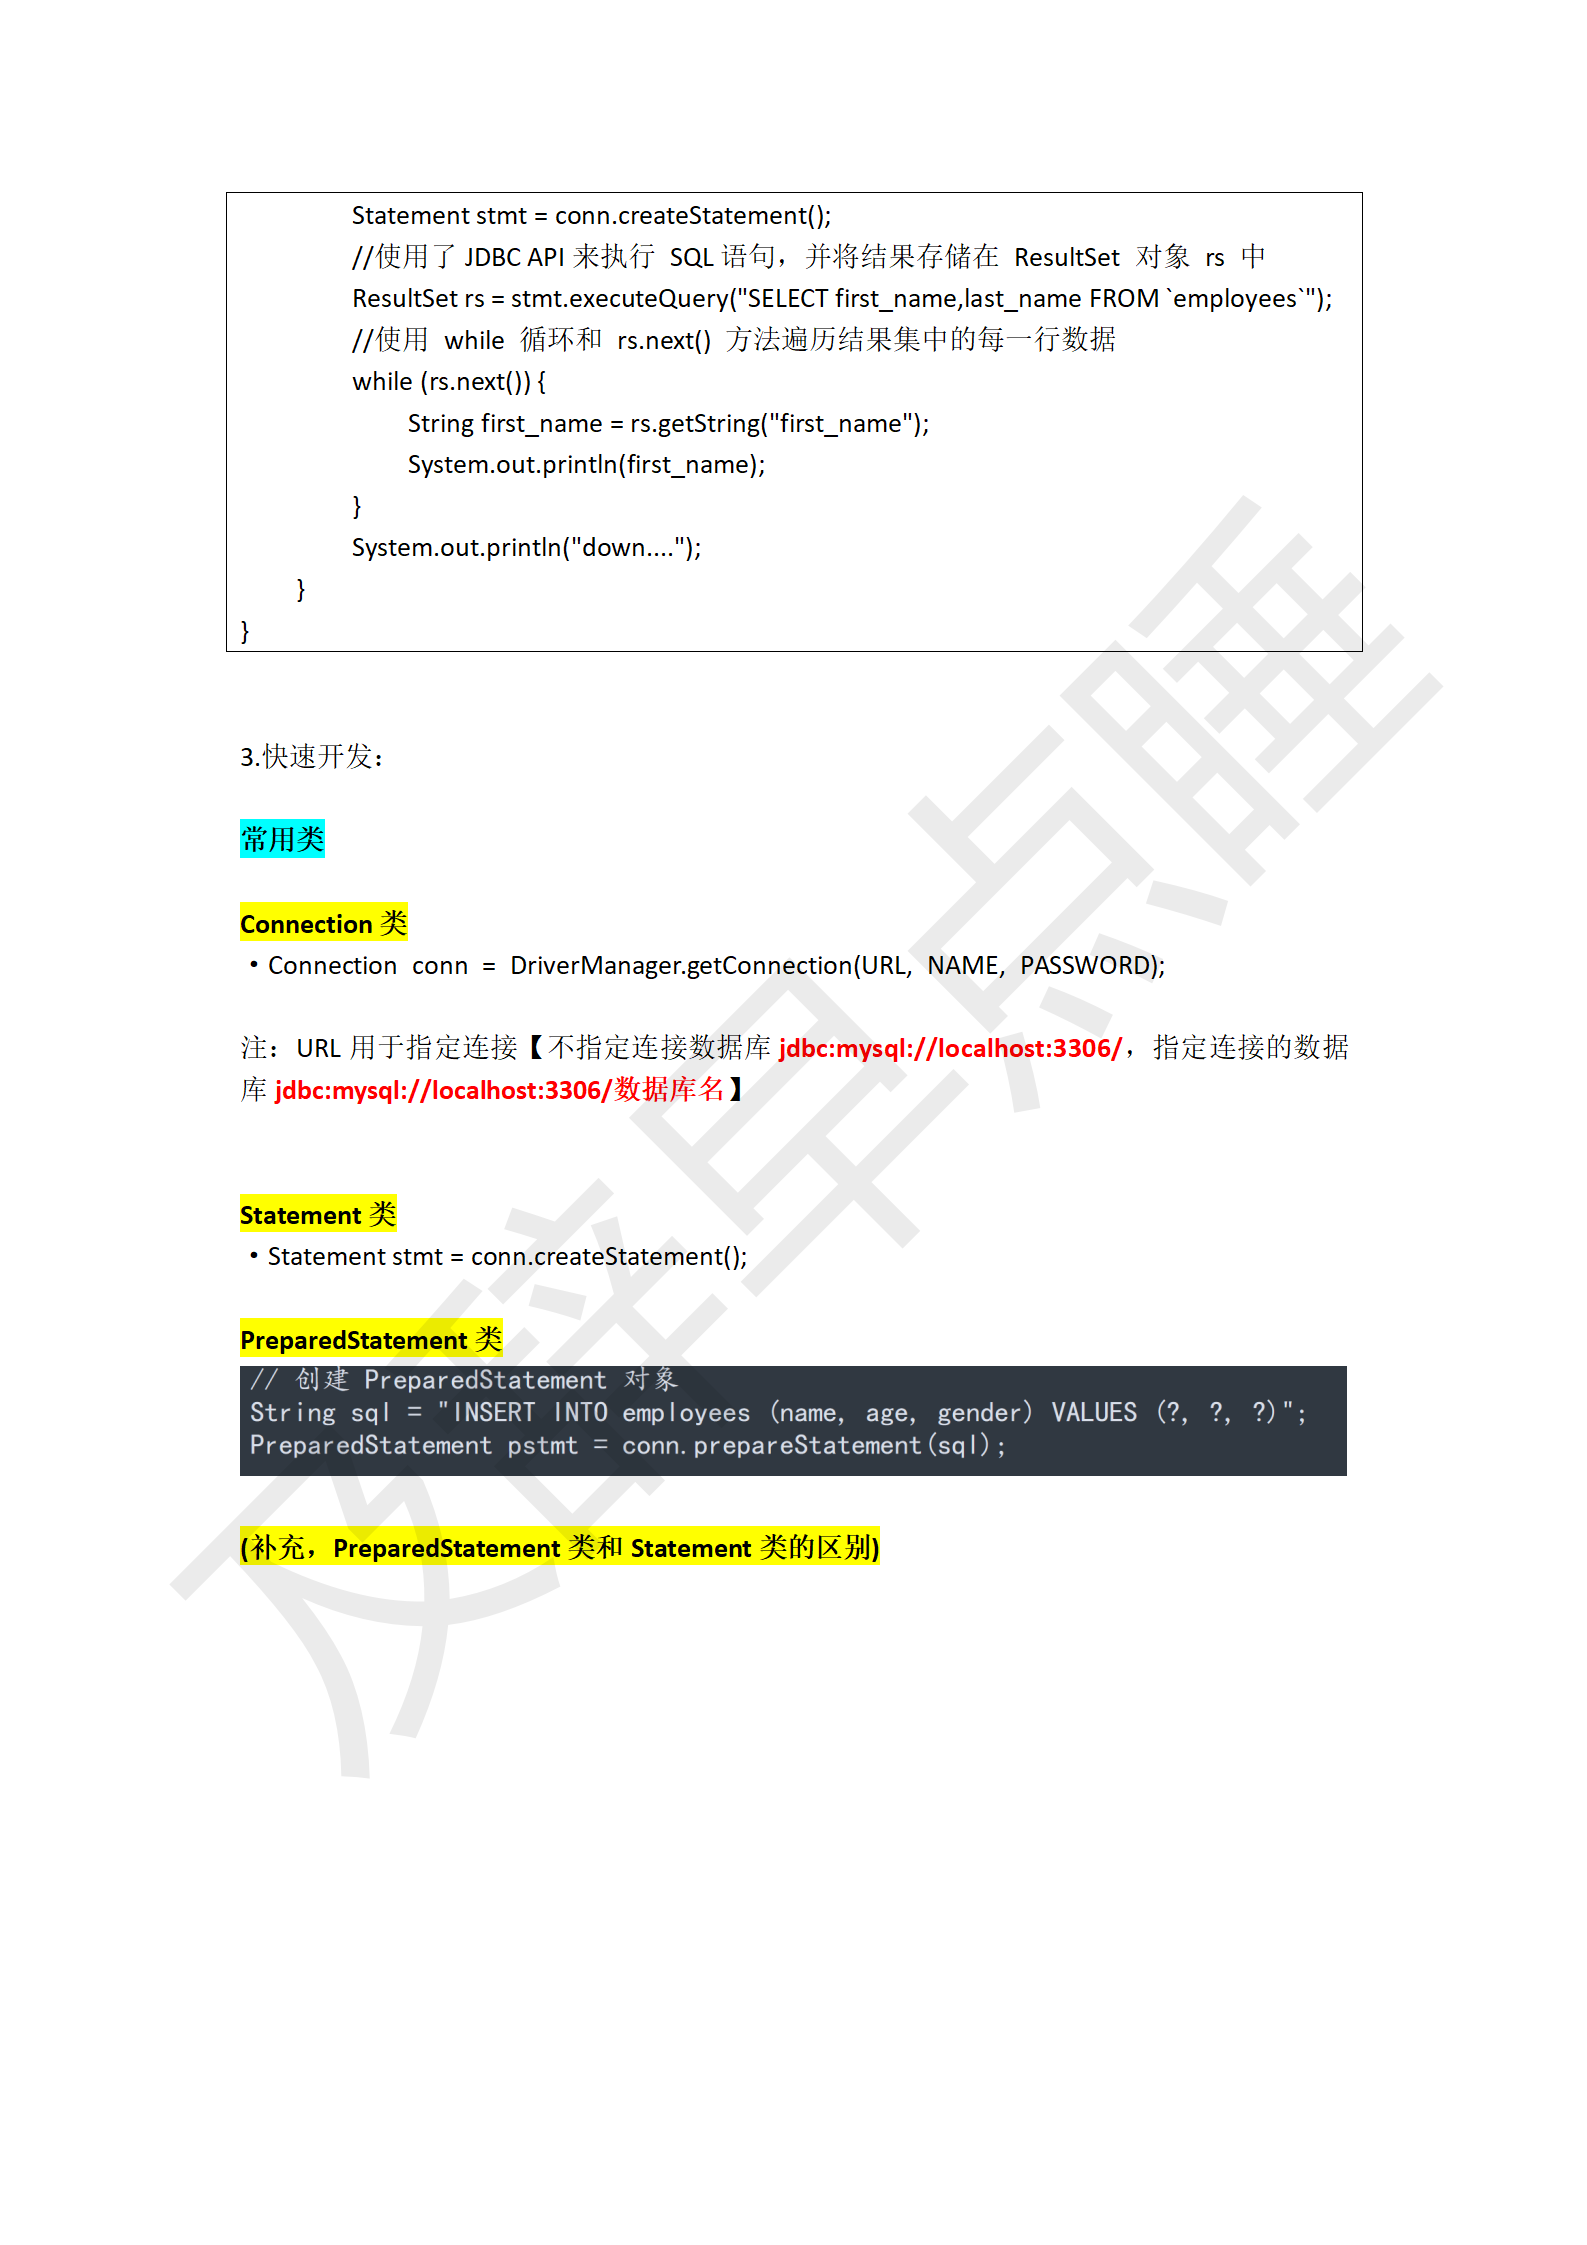 Statement stmt = conn.createStatement();
//使用了 JDBC API 来执行 SQL 语句，并将结果存储在 ResultSet 对象 rs 中
ResultSet rs = stmt.executeQuery("SELECT first_name,last_name FROM `employees`");
//使用 while 循环和 rs.next() 方法遍历结果集中的每一行数据
while (rs.next()) {
String first_name = rs.getString("first_name");
System.out.println(first_name);
}
System.out.println("down....");
}
}
3.快速开发：
常用类
Connection 类
·Connection conn = DriverManager.getConnection(URL, NAME, PASSWORD);
注：URL 用于指定连接【不指定连接数据库 jdbc:mysql://localhost:3306/，指定连接的数据
库 jdbc:mysql://localhost:3306/数据库名】
Statement 类
·Statement stmt = conn.createStatement();
PreparedStatement 类
// 创建 PreparedStatement 对象
String sql = "INSERT INTO employees (name, age, gender) VALUES (?, ?, ?)";
PreparedStatement pstmt = conn.prepareStatement(sql);
(补充，PreparedStatement 类和 Statement 类的区别)
及辞早点睡